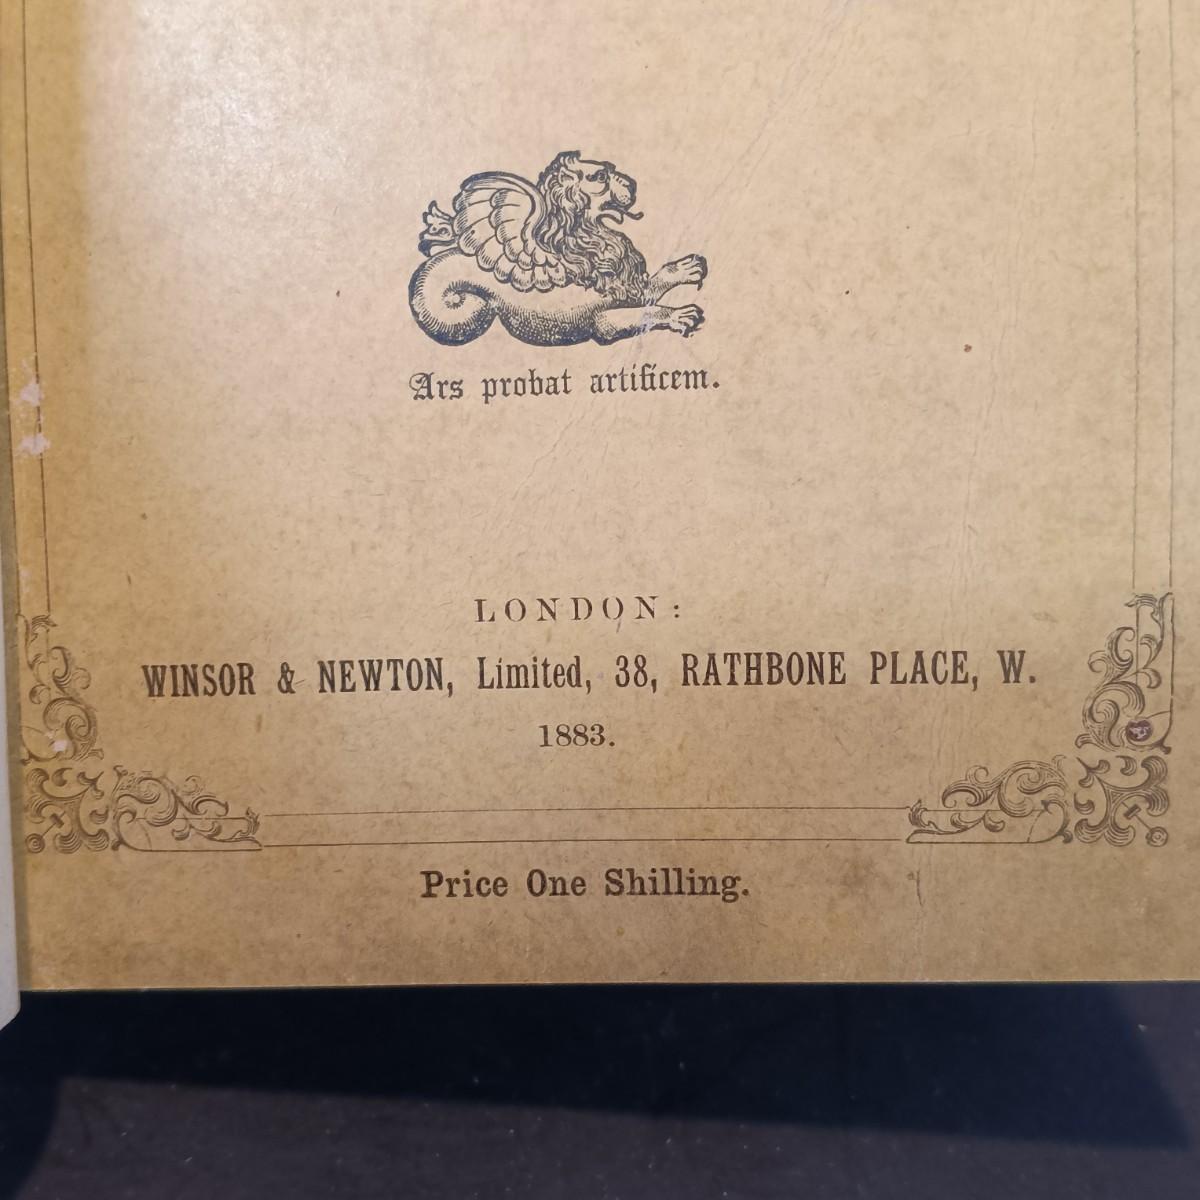 Ars probat artificem.
LONDON:
WINSOR & NEWTON, Limited, 38, RATHBONE PLACE, W.
1883.
Price One Shilling.